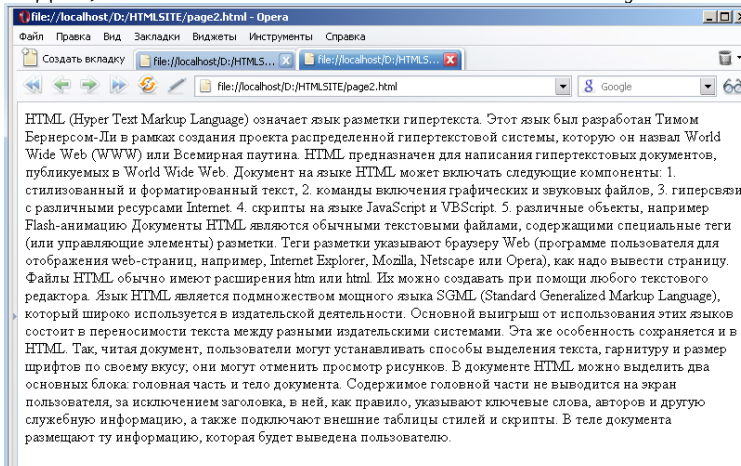 file://localhost/D:/HTMLSITE/page2.html - Opera
Файл Правка Вид Закладки Виджеты Инструменты Справка
Создать вкладку file://localhost/D:/HTMLS... file://localhost/D:/HTMLS...
file://localhost/D:/HTMLSITE/page2.html Google
HTML (Hyper Text Markup Language) означает язык разметки гипертекста. Этот язык был разработан Тимом
Бернерсом-Ли в рамках создания проекта распределенной гипертекстовой системы, которую он назвал World
Wide Web (WWW) или Всемирная паутина. HTML предназначен для написания гипертекстовых документов,
публикуемых в World Wide Web. Документ на языке HTML может включать следующие компоненты: 1.
стилизованный и форматированный текст, 2. команды включения графических и звуковых файлов, 3. гиперсвязи
с различными ресурсами Internet. 4. скрипты на языке JavaScript и VBScript. 5. различные объекты, например
Flash-анимацию Документы HTML являются обычными текстовыми файлами, содержащими специальные теги
(или управляющие элементы) разметки. Теги разметки указывают браузеру Web (программе пользователя для
отображения web-страниц, например, Internet Explorer, Mozilla, Netscape или Opera), как надо вывести страницу.
Файлы HTML обычно имеют расширения htm или html. Их можно создавать при помощи любого текстового
редактора. Язык HTML является подмножеством мощного языка SGML (Standard Generalized Markup Language),
который широко используется в издательской деятельности. Основной выигрыш от использования этих языков
состоит в переносимости текста между разными издательскими системами. Эта же особенность сохраняется и в
HTML. Так, читая документ, пользователи могут устанавливать способы выделения текста, гарнитуру и размер
шрифтов по своему вкусу; они могут отменить просмотр рисунков. В документе HTML можно выделить два
основных блока: головная часть и тело документа. Содержимое головной части не выводится на экран
пользователя, за исключением заголовка, в ней, как правило, указывают ключевые слова, авторов и другую
служебную информацию, а также подключают внешние таблицы стилей и скрипты. В теле документа
размещают ту информацию, которая будет выведена пользователю.